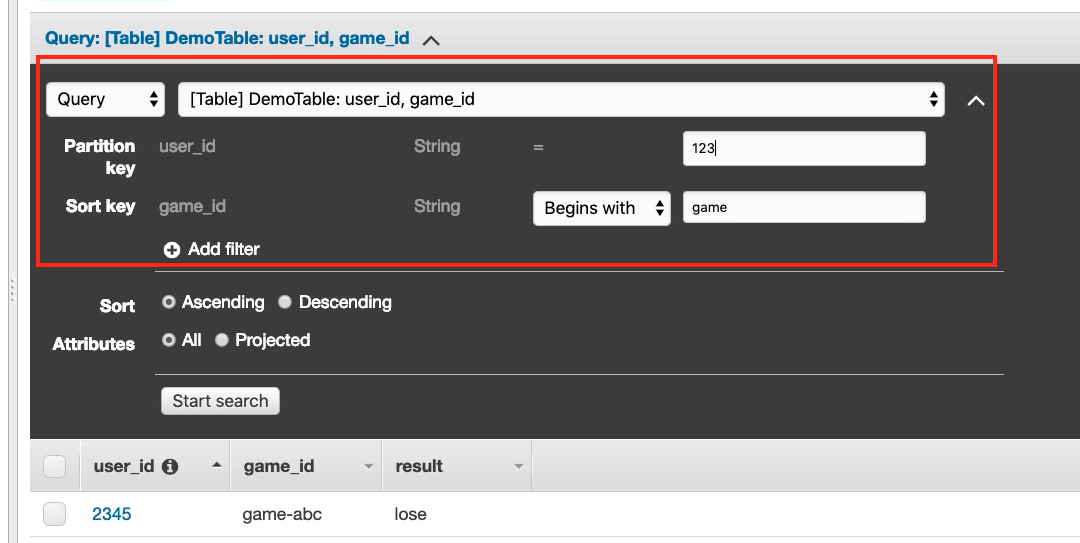 Query: [Table] DemoTable: user_id, game_id
Query [Table] DemoTable: user_id, game_id
Partition key user_id String = 123
Sort key game_id String Begins with game
Add filter
Sort Ascending Descending
Attributes All Projected
Start search
user_id game_id result
2345 game-abc lose